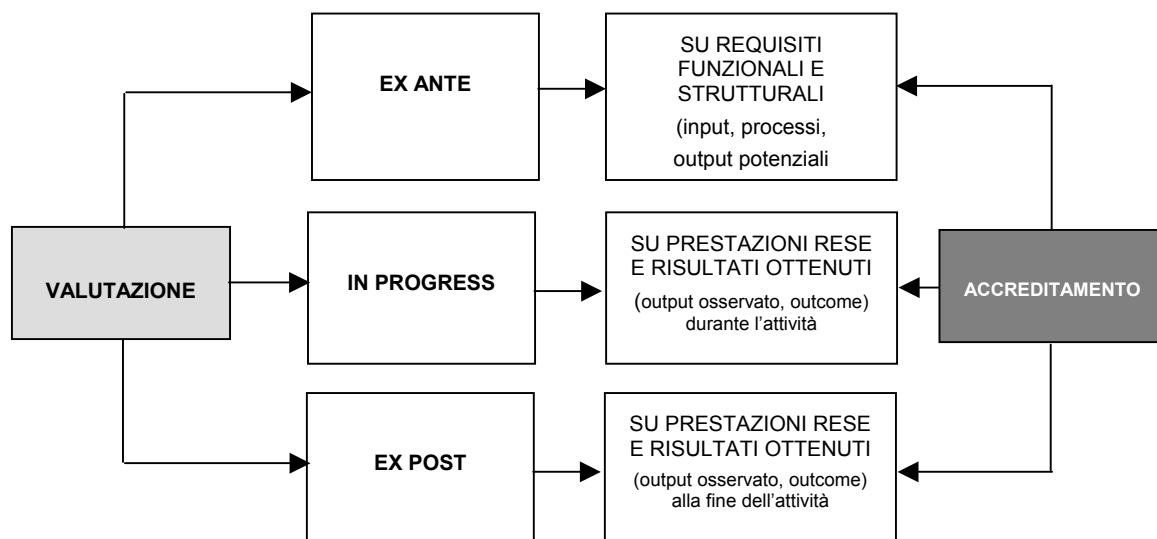 EX ANTE
SU REQUISITI
FUNZIONALI E
STRUTTURALI
(input, processi,
output potenziali
VALUTAZIONE
IN PROGRESS
SU PRESTAZIONI RESE
E RISULTATI OTTENUTI
(output osservato, outcome)
durante l’attività
ACCREDITAMENTO
EX POST
SU PRESTAZIONI RESE
E RISULTATI OTTENUTI
(output osservato, outcome)
alla fine dell’attività